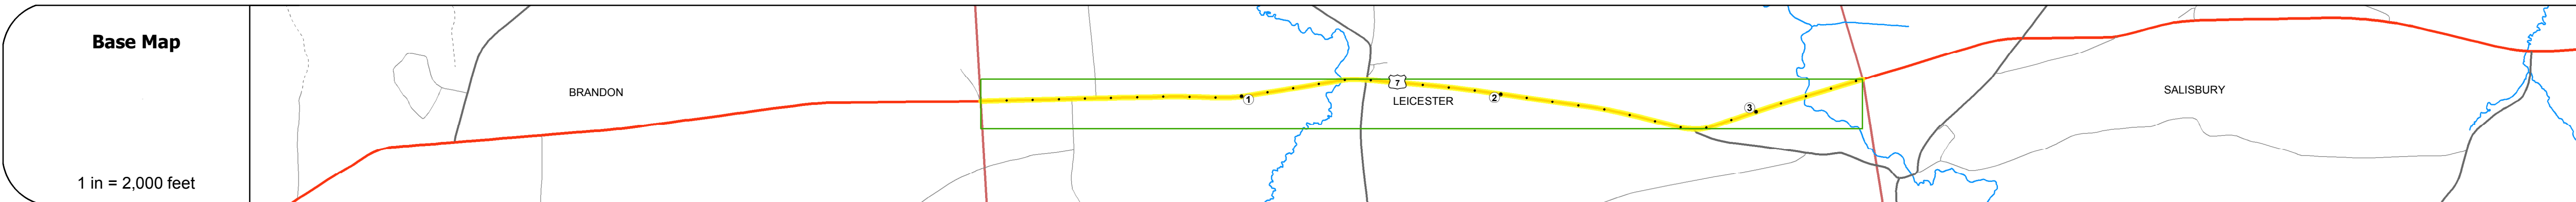 Base Map
BRANDON
1
7
LEICESTER
2
3
SALISBURY
1 in = 2,000 feet